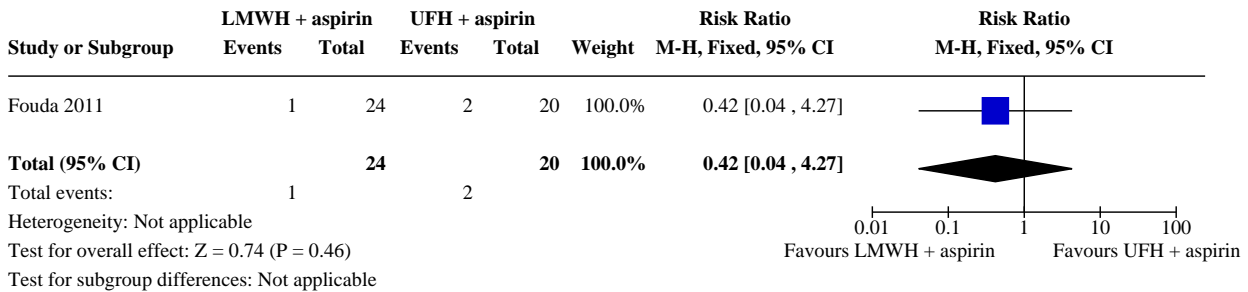 LMWH + aspirin UFH + aspirin Risk Ratio Risk Ratio
Study or Subgroup Events Total Events Total Weight M-H, Fixed, 95% CI M-H, Fixed, 95% CI
Fouda 2011 1 24 2 20 100.0% 0.42 [0.04 , 4.27]
Total (95% CI) 24 20 100.0% 0.42 [0.04 , 4.27]
Total events: 1 2
Heterogeneity: Not applicable
0.01 0.1 1 10 100
Test for overall effect: Z = 0.74 (P = 0.46) Favours LMWH + aspirin Favours UFH + aspirin
Test for subgroup differences: Not applicable